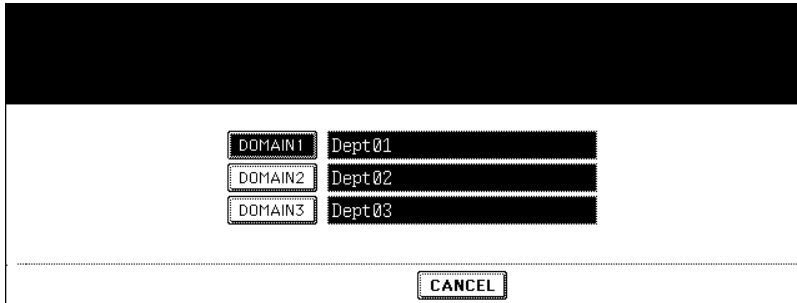 DOMAIN1 Dept01
DOMAIN2 Dept02
DOMAIN3 Dept03
CANCEL